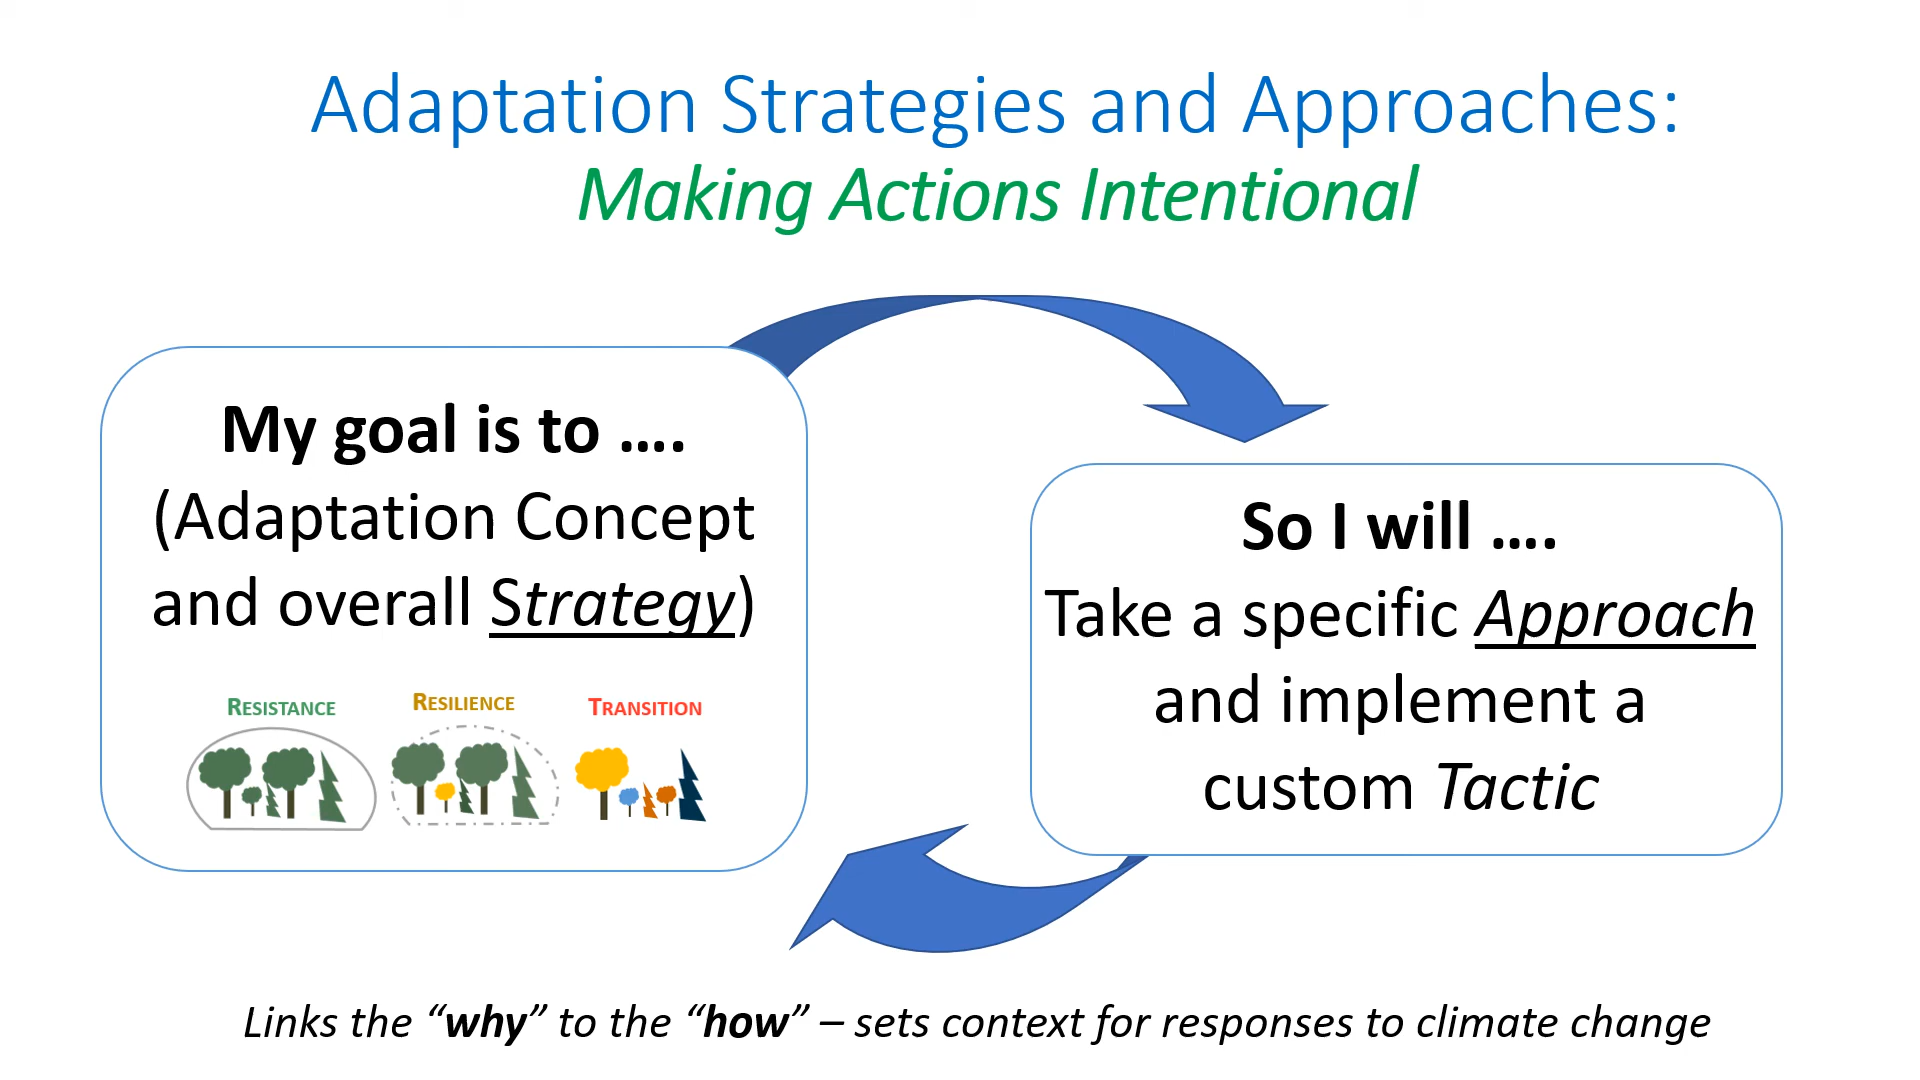 Adaptation Strategies and Approaches:
Making Actions Intentional
My goal is to ....
(Adaptation Concept
and overall Strategy)
RESISTANCE
RESILIENCE
TRANSITION
So I will ....
Take a specific Approach
and implement a
custom Tactic
Links the “why” to the “how” – sets context for responses to climate change